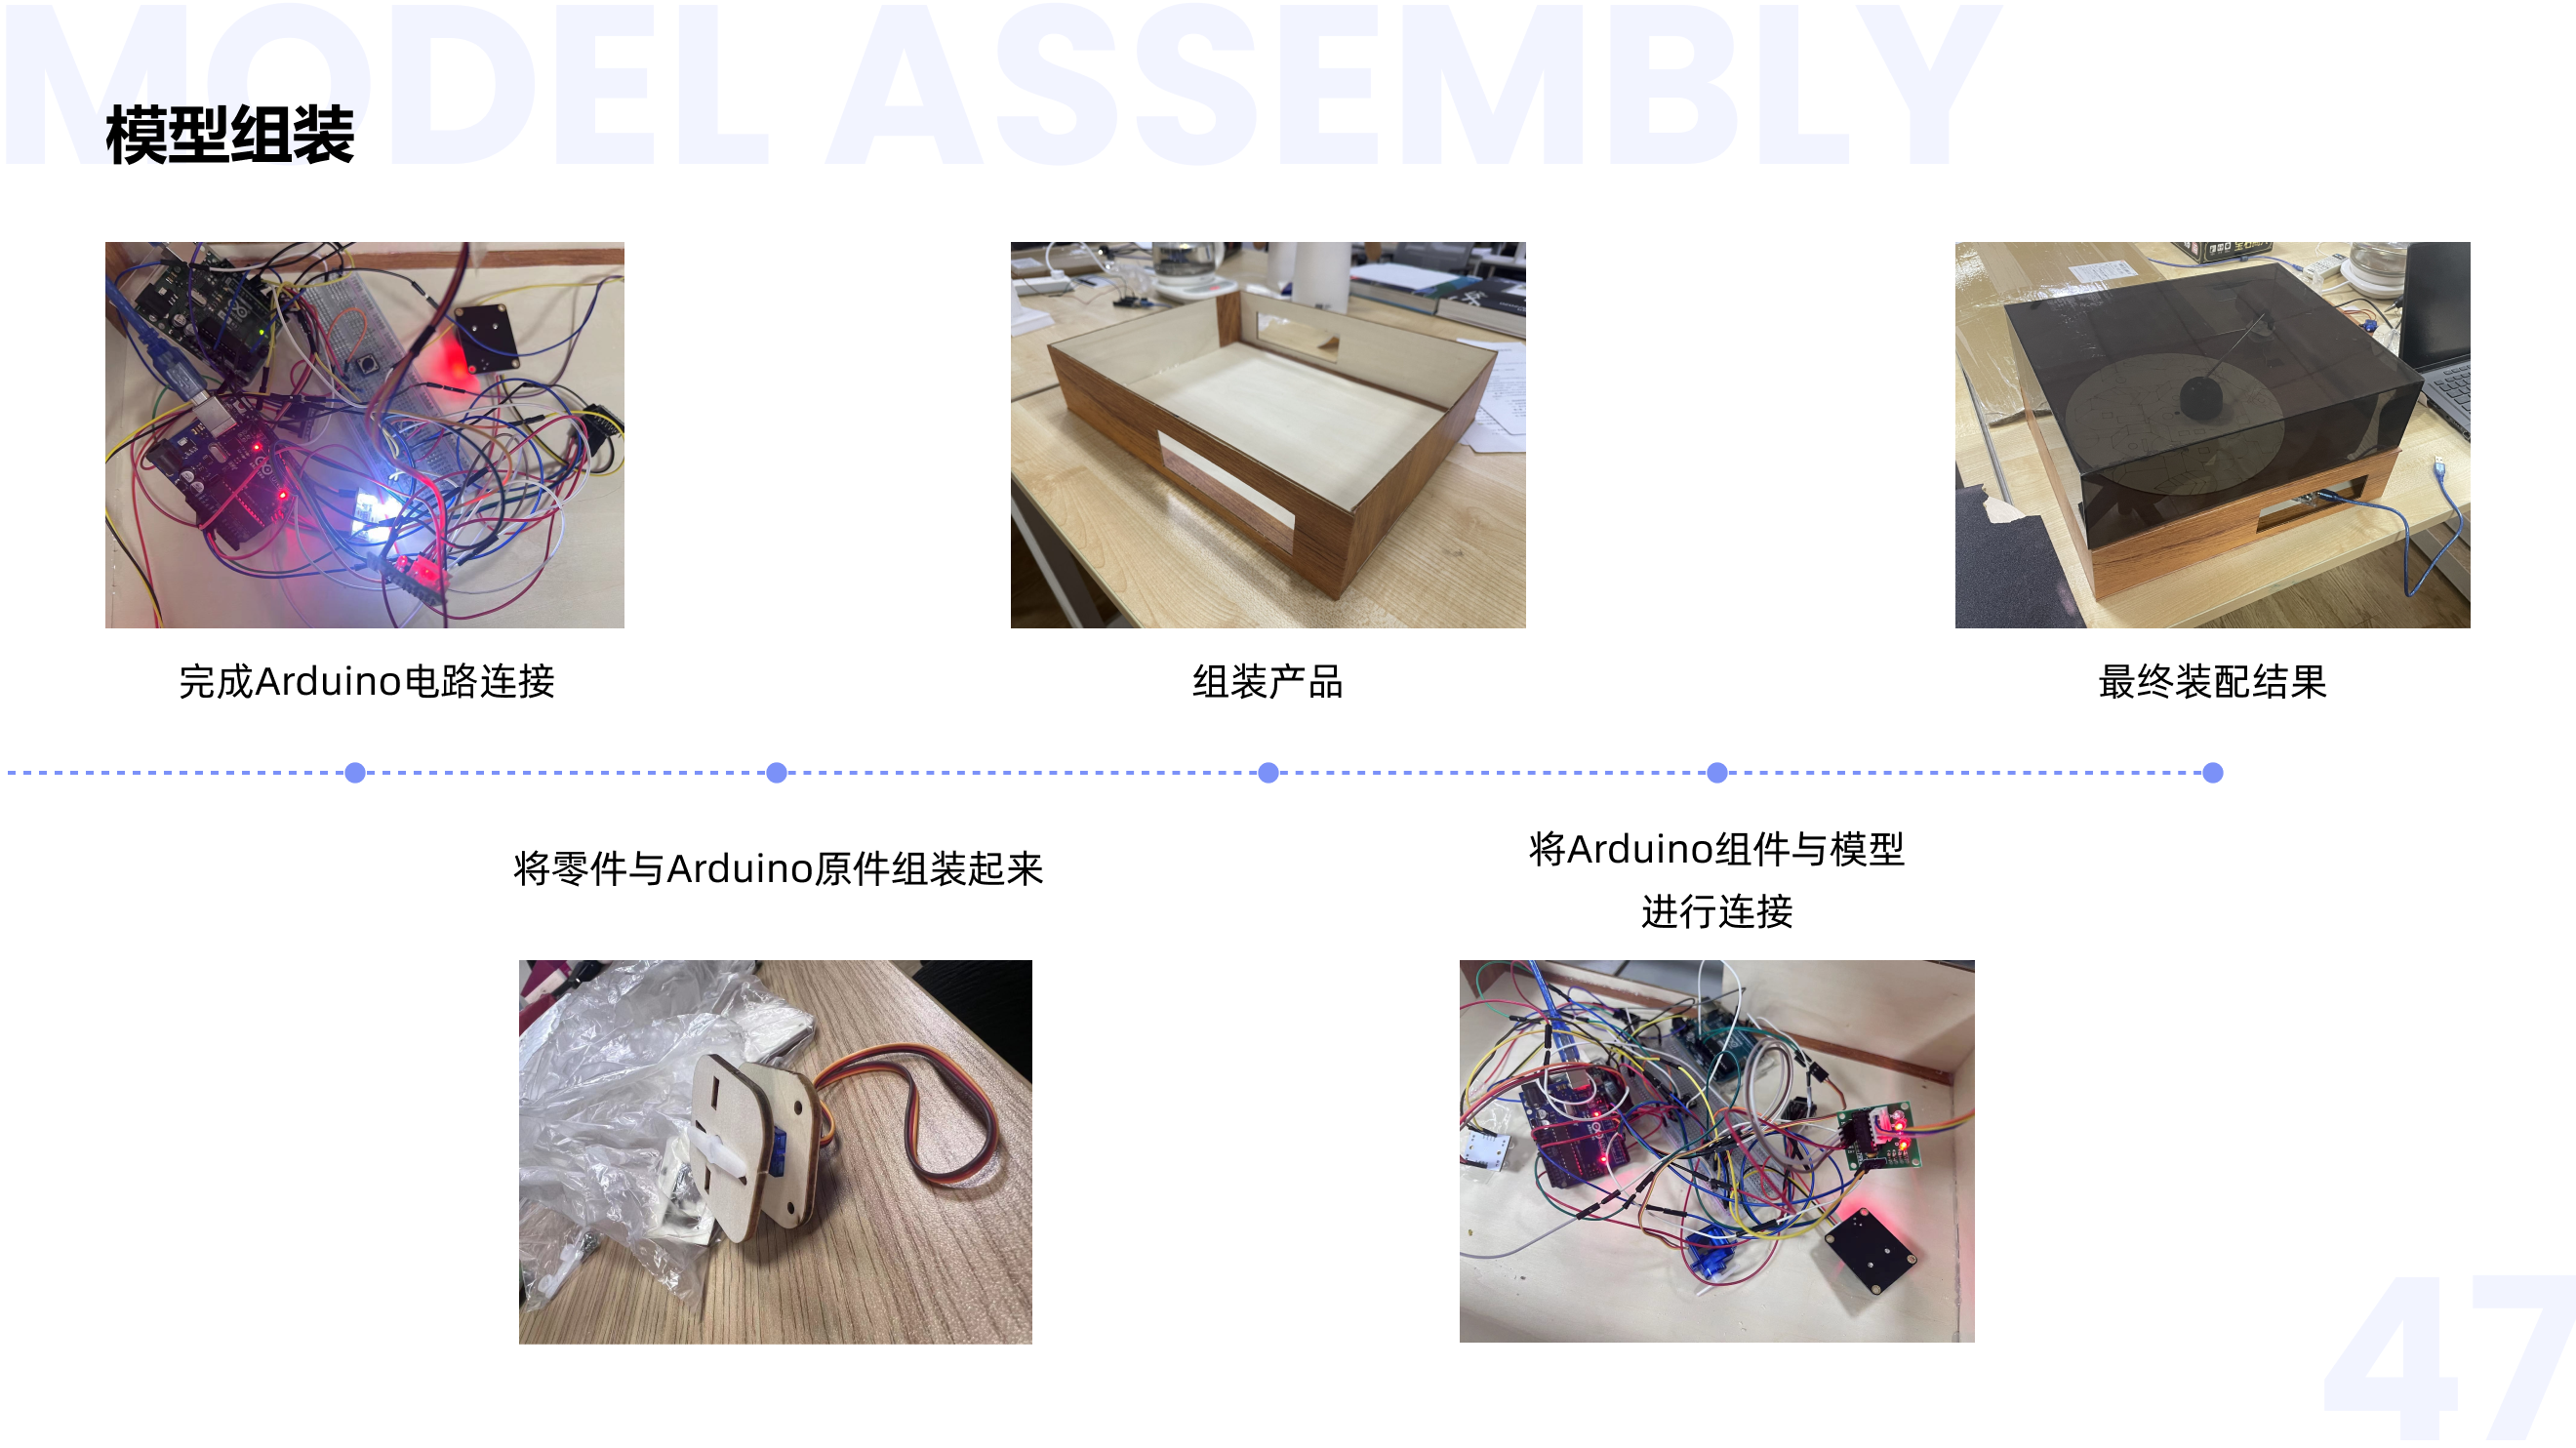 MODEL ASSEMBLY
模型组装
完成Arduino电路连接
组装产品
最终装配结果
将零件与Arduino原件组装起来
将Arduino组件与模型
进行连接
47